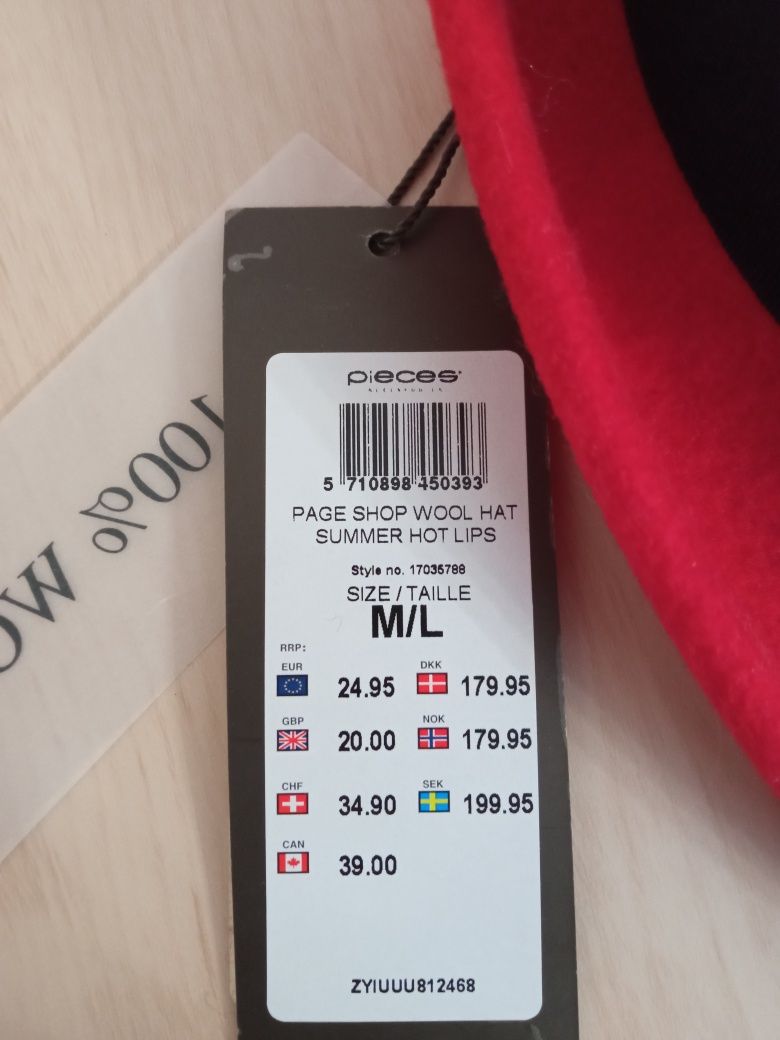 pieces
5 710898 450393
PAGE SHOP WOOL HAT
SUMMER HOT LIPS
Style no. 17035788
SIZE / TAILLE
M/L
RRP:
EUR 24.95 DKK 179.95
GBP 20.00 NOK 179.95
CHF 34.90 SEK 199.95
CAN 39.00
ZYIUUU812468
100%